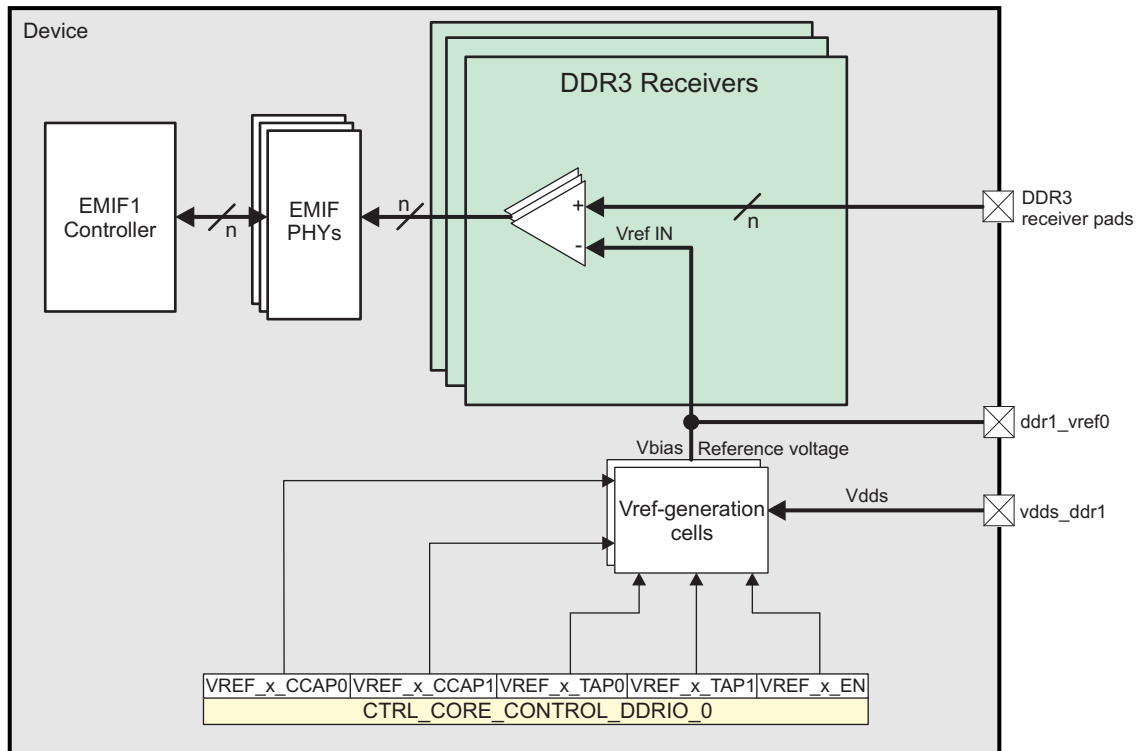 Device
DDR3 Receivers
EMIF1
Controller
n
EMIF
PHYs
n
+
-
Vref IN
n
DDR3
receiver pads
ddr1_vref0
Vbias
Reference voltage
Vref-generation
cells
Vdds
vdds_ddr1
VREF_x_CCAP0 VREF_x_CCAP1 VREF_x_TAP0 VREF_x_TAP1 VREF_x_EN
CTRL_CORE_CONTROL_DDRIO_0